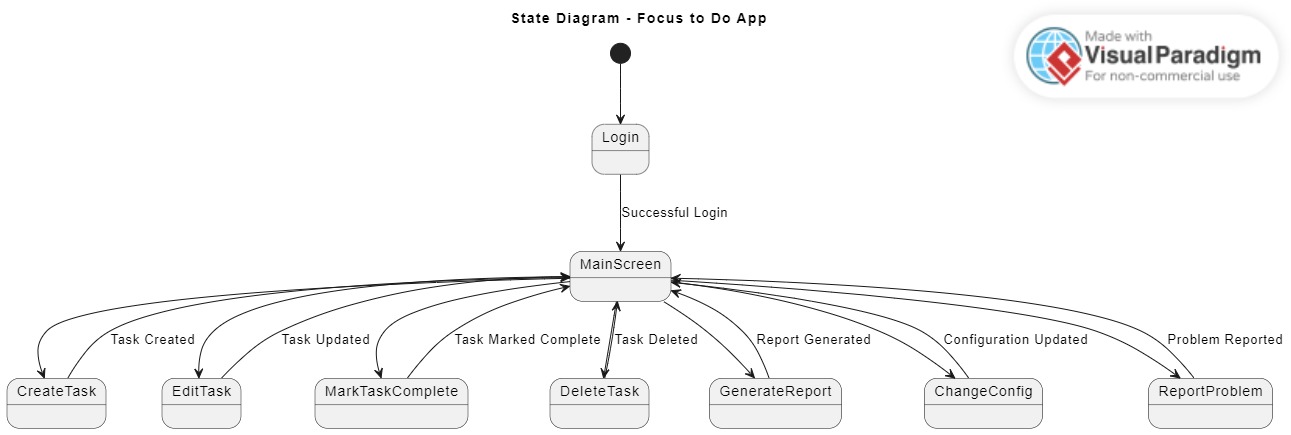 State Diagram - Focus to Do App
Made with
Visual Paradigm
For non-commercial use
Login
Successful Login
MainScreen
Task Created
Task Updated
Task Marked Complete
Task Deleted
Report Generated
Configuration Updated
Problem Reported
CreateTask
EditTask
MarkTaskComplete
DeleteTask
GenerateReport
ChangeConfig
ReportProblem